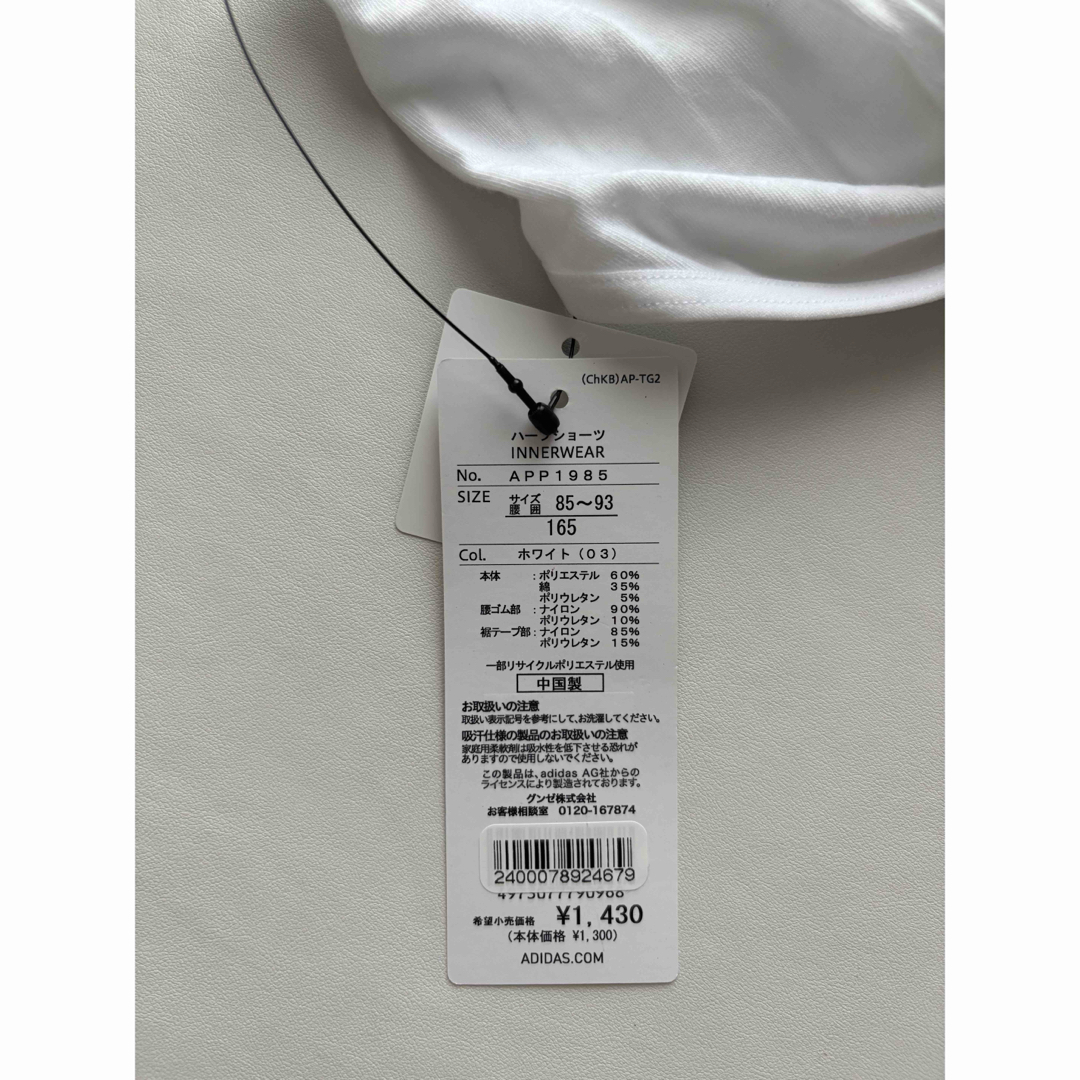 (ChKB)AP-TG2
ハーフショーツ
INNERWEAR
No. APP1985
SIZE サイズ 腰囲 85～93
165
Col. ホワイト(03)
本体 :ポリエステル 60%
綿 35%
ポリウレタン 5%
腰ゴム部 :ナイロン 90%
ポリウレタン 10%
裾テープ部:ナイロン 85%
ポリウレタン 15%
一部リサイクルポリエステル使用
中国製
お取扱いの注意
取扱い表示記号を参考にして、お洗濯してください。
吸汗仕様の製品のお取扱いの注意
家庭用柔軟剤は吸水性を低下させる恐れが
ありますので使用しないでください。
この製品は、adidas AG社からの
ライセンスにより製造されております。
グンゼ株式会社
お客様相談室 0120-167874
2400078924679
希望小売価格 ¥1,430
(本体価格 ¥1,300)
ADIDAS.COM